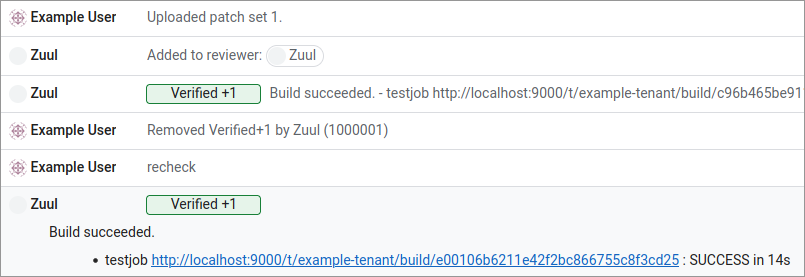 Example User Uploaded patch set 1.
Zuul Added to reviewer: Zuul
Zuul Verified +1 Build succeeded. - testjob http://localhost:9000/t/example-tenant/build/c96b465be91
Example User Removed Verified+1 by Zuul (1000001)
Example User recheck
Zuul Verified +1
Build succeeded.
• testjob http://localhost:9000/t/example-tenant/build/e00106b6211e42f2bc866755c8f3cd25 : SUCCESS in 14s